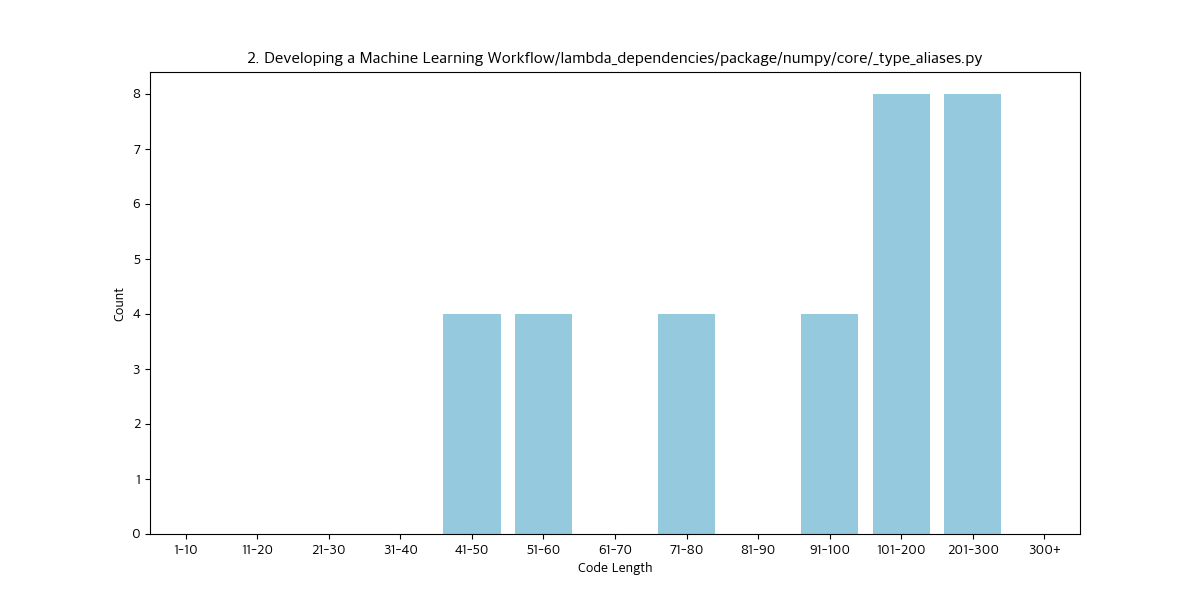 2. Developing a Machine Learning Workflow/lambda_dependencies/package/numpy/core/_type_aliases.py
8
7
6
5
4
3
2
1
0
Count
1-10 11-20 21-30 31-40 41-50 51-60 61-70 71-80 81-90 91-100 101-200 201-300 300+
Code Length